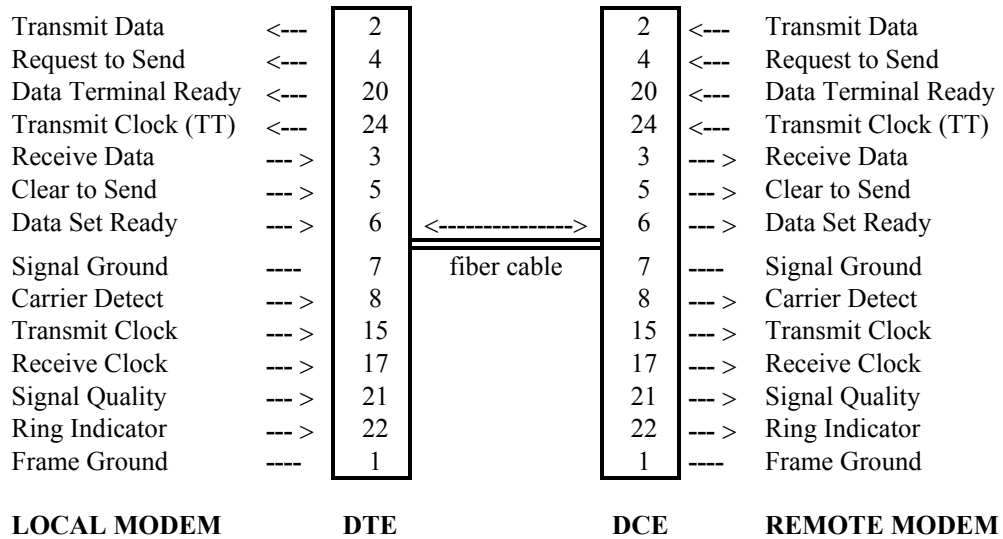 Transmit Data <--- 2 2 <--- Transmit Data
Request to Send <--- 4 4 <--- Request to Send
Data Terminal Ready <--- 20 20 <--- Data Terminal Ready
Transmit Clock (TT) <--- 24 24 <--- Transmit Clock (TT)
Receive Data --- > 3 3 --- > Receive Data
Clear to Send --- > 5 5 --- > Clear to Send
Data Set Ready --- > 6 <---------------> 6 --- > Data Set Ready
Signal Ground ---- 7 fiber cable 7 ---- Signal Ground
Carrier Detect --- > 8 8 --- > Carrier Detect
Transmit Clock --- > 15 15 --- > Transmit Clock
Receive Clock --- > 17 17 --- > Receive Clock
Signal Quality --- > 21 21 --- > Signal Quality
Ring Indicator --- > 22 22 --- > Ring Indicator
Frame Ground ---- 1 1 ---- Frame Ground
LOCAL MODEM DTE DCE REMOTE MODEM